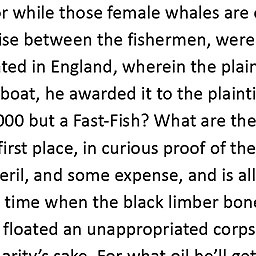 or while those female whales are
ise between the fishermen, were
ted in England, wherein the plain
boat, he awarded it to the plainti
000 but a Fast-Fish? What are the
first place, in curious proof of the
eril, and some expense, and is all
time when the black limber bone
floated an unappropriated corps
arity's sake. For what oil he'll get